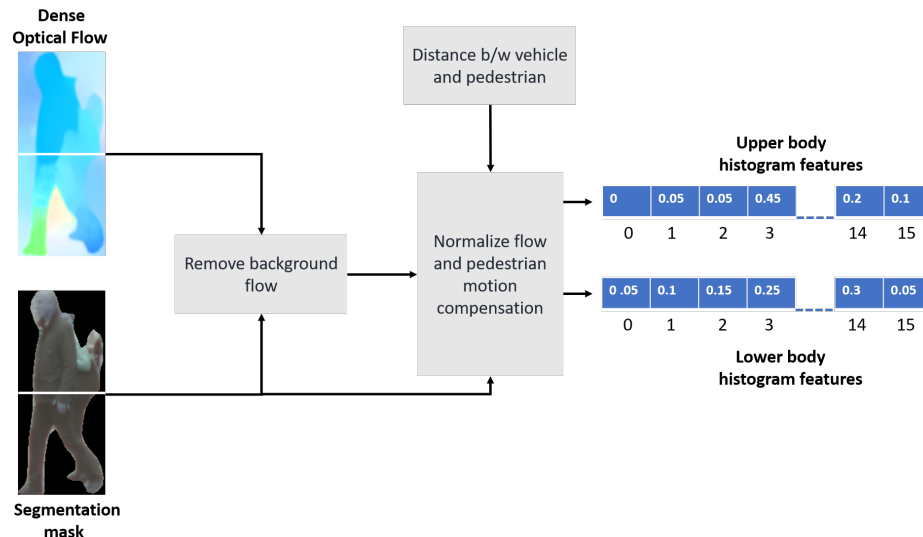 Dense
Optical Flow
Distance b/w vehicle
and pedestrian
Upper body
histogram features
0 0.05 0.05 0.45 0.2 0.1
0 1 2 3 14 15
Remove background
flow
Normalize flow
and pedestrian
motion
compensation
0 .05 0.1 0.15 0.25 0.3 0.05
0 1 2 3 14 15
Lower body
histogram features
Segmentation
mask